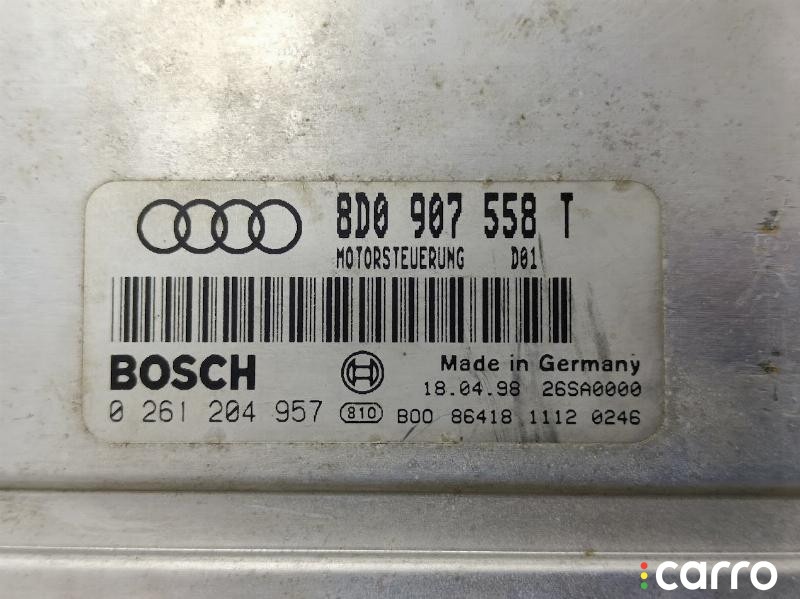 8D0 907 558 T
MOTORSTEUERUNG D01
BOSCH
Made in Germany
18.04.98 26SA0000
0 261 204 957 810 B00 86418 1112 0246
carro